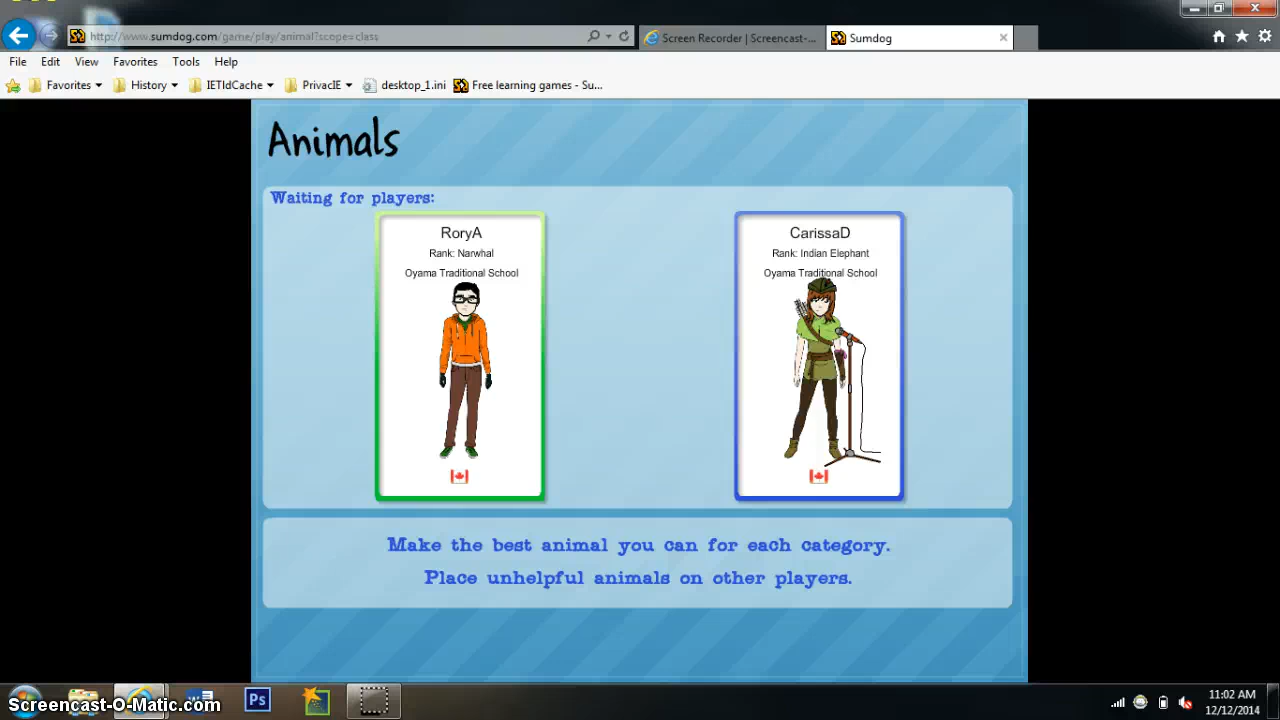 http://www.sumdog.com/game/play/animal?scope=class
Screen Recorder | Screencast-...
Sumdog
File Edit View Favorites Tools Help
Favorites History IETldCache PrivacIE desktop_1.ini Free learning games - Su...
Animals
Waiting for players:
RoryA
Rank: Narwhal
Oyama Traditional School
CarissaD
Rank: Indian Elephant
Oyama Traditional School
Make the best animal you can for each category.
Place unhelpful animals on other players.
Ps
Screencast-O-Matic.com
11:02 AM
12/12/2014